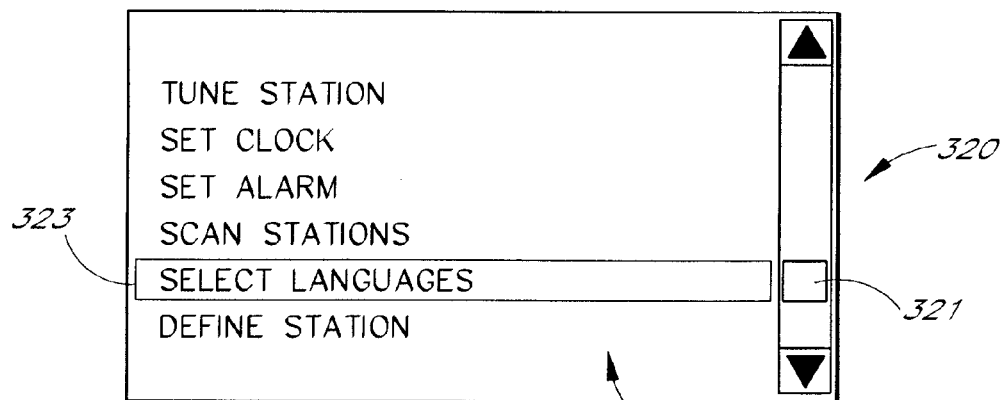 TUNE STATION
SET CLOCK
320
SET ALARM
323
SCAN STATIONS
SELECT LANGUAGES
321
DEFINE STATION